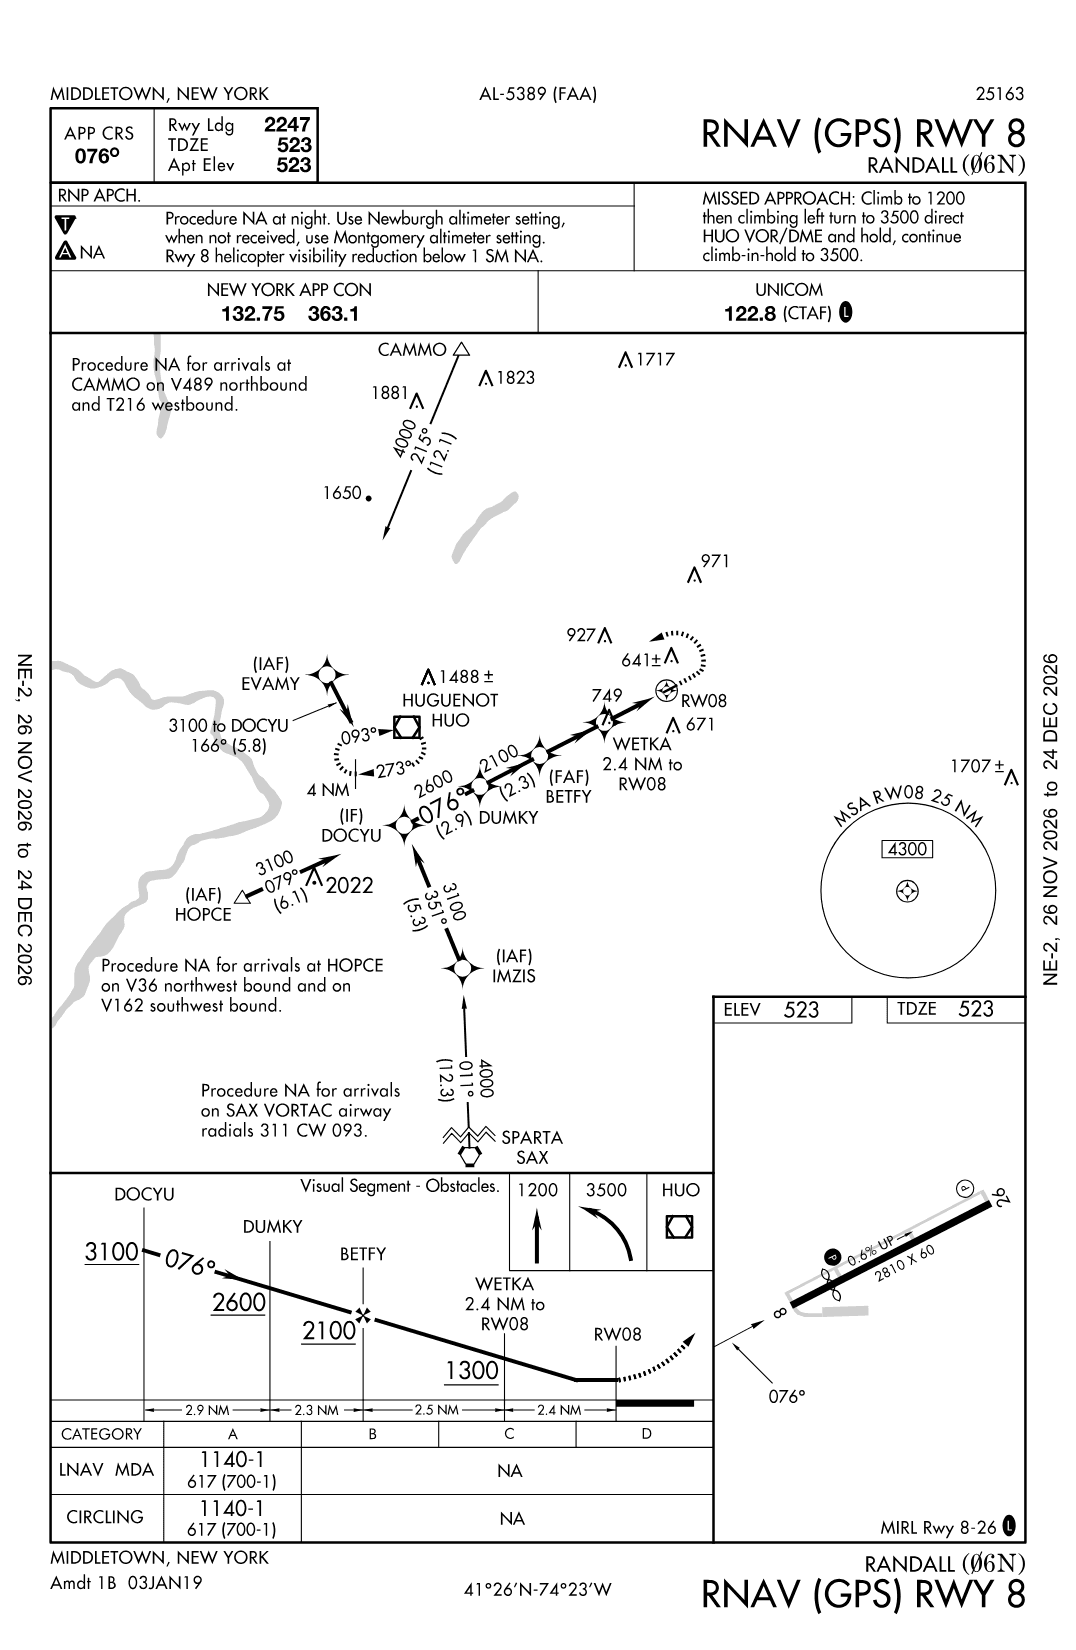 MIDDLETOWN, NEW YORK
AL-5389 (FAA)
25163
APP CRS
076°
Rwy Ldg 2247
TDZE 523
Apt Elev 523
RNAV (GPS) RWY 8
RANDALL (Ø6N)
RNP APCH.
T
A NA
Procedure NA at night. Use Newburgh altimeter setting,
when not received, use Montgomery altimeter setting.
Rwy 8 helicopter visibility reduction below 1 SM NA.
MISSED APPROACH: Climb to 1200
then climbing left turn to 3500 direct
HUO VOR/DME and hold, continue
climb-in-hold to 3500.
NEW YORK APP CON
132.75 363.1
UNICOM
122.8 (CTAF) L
Procedure NA for arrivals at
CAMMO on V489 northbound
and T216 westbound.
CAMMO
1823
1717
1881
4000
215°
(12.1)
1650
971
927
641±
749
RW08
671
(IAF)
EVAMY
3100 to DOCYU
166° (5.8)
1488 ±
HUGUENOT
HUO
093°
273°
4 NM
WETKA
2.4 NM to
RW08
(IF)
DOCYU
2600
076°
(2.9)
DUMKY
2100
(2.3)
(FAF)
BETFY
1707 ±
MSA RW08 25 NM
4300
3100
079°
(6.1)
2022
(IAF)
HOPCE
3100
351°
(5.3)
(IAF)
IMZIS
Procedure NA for arrivals at HOPCE
on V36 northwest bound and on
V162 southwest bound.
4000
011°
(12.3)
Procedure NA for arrivals
on SAX VORTAC airway
radials 311 CW 093.
SPARTA
SAX
NE-2, 26 NOV 2026 to 24 DEC 2026
NE-2, 26 NOV 2026 to 24 DEC 2026
ELEV 523
TDZE 523
P
26
P
0.6% UP
2810 X 60
8
076°
MIRL Rwy 8-26 L
DOCYU
Visual Segment - Obstacles.
1200
3500
HUO
DUMKY
BETFY
3100
076°
2600
2100
WETKA
2.4 NM to
RW08
1300
RW08
2.9 NM
2.3 NM
2.5 NM
2.4 NM
CATEGORY A B C D
LNAV MDA 1140-1 NA
617 (700-1)
CIRCLING 1140-1 NA
617 (700-1)
MIDDLETOWN, NEW YORK
Amdt 1B 03JAN19
41°26'N-74°23'W
RANDALL (Ø6N)
RNAV (GPS) RWY 8